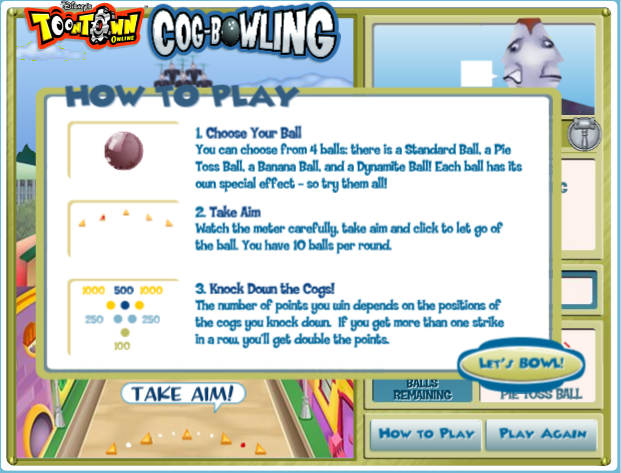 Disney's
TOONTOWN
ONLINE
COG-BOWLING
HOW TO PLAY
1. Choose Your Ball
You can choose from 4 balls: there is a Standard Ball, a Pie
Toss Ball, a Banana Ball, and a Dynamite Ball! Each ball has its
own special effect - so try them all!
2. Take Aim
Watch the meter carefully, take aim and click to let go of
the ball. You have 10 balls per round.
1000 500 1000
250 250
100
3. Knock Down the Cogs!
The number of points you win depends on the positions of
the cogs you knock down. If you get more than one strike
in a row, you'll get double the points.
LET'S BOWL!
TAKE AIM!
BALLS
REMAINING
PIE TOSS BALL
HOW TO PLAY
PLAY AGAIN